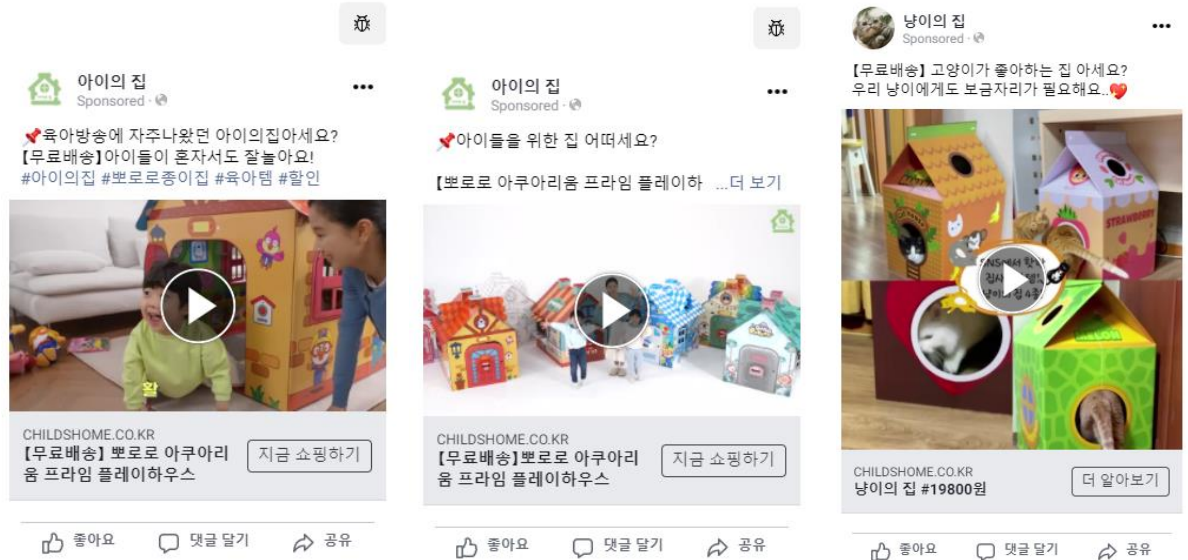 아이의 집
Sponsored ·
📌육아방송에 자주나왔던 아이의집아세요?
【무료배송】아이들이 혼자서도 잘놀아요!
#아이의집 #뽀로로종이집 #육아템 #할인
활
CHILDSHOME.CO.KR
【무료배송】 뽀로로 아쿠아리
움 프라임 플레이하우스
지금 쇼핑하기
좋아요
댓글 달기
공유
아이의 집
Sponsored ·
📌아이들을 위한 집 어떠세요?
【뽀로로 아쿠아리움 프라임 플레이하 ...더 보기
CHILDSHOME.CO.KR
【무료배송】뽀로로 아쿠아리
움 프라임 플레이하우스
지금 쇼핑하기
좋아요
댓글 달기
공유
냥이의 집
Sponsored ·
【무료배송】 고양이가 좋아하는 집 아세요?
우리 냥이에게도 보금자리가 필요해요..💖
STRAWBERRY
SNS에서
CHILDSHOME.CO.KR
냥이의 집 #19800원
더 알아보기
좋아요
댓글 달기
공유